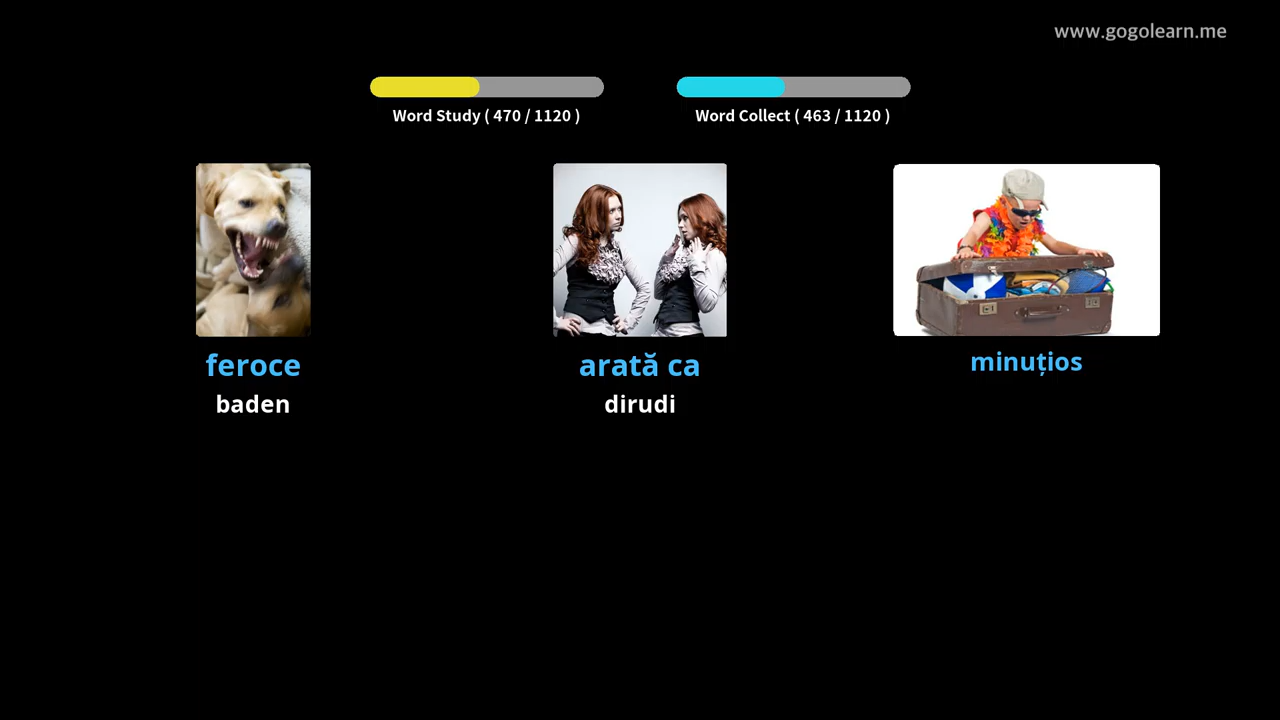 www.gogolearn.me
Word Study ( 470 / 1120 )
Word Collect ( 463 / 1120 )
feroce
baden
arată ca
dirudi
minuțios